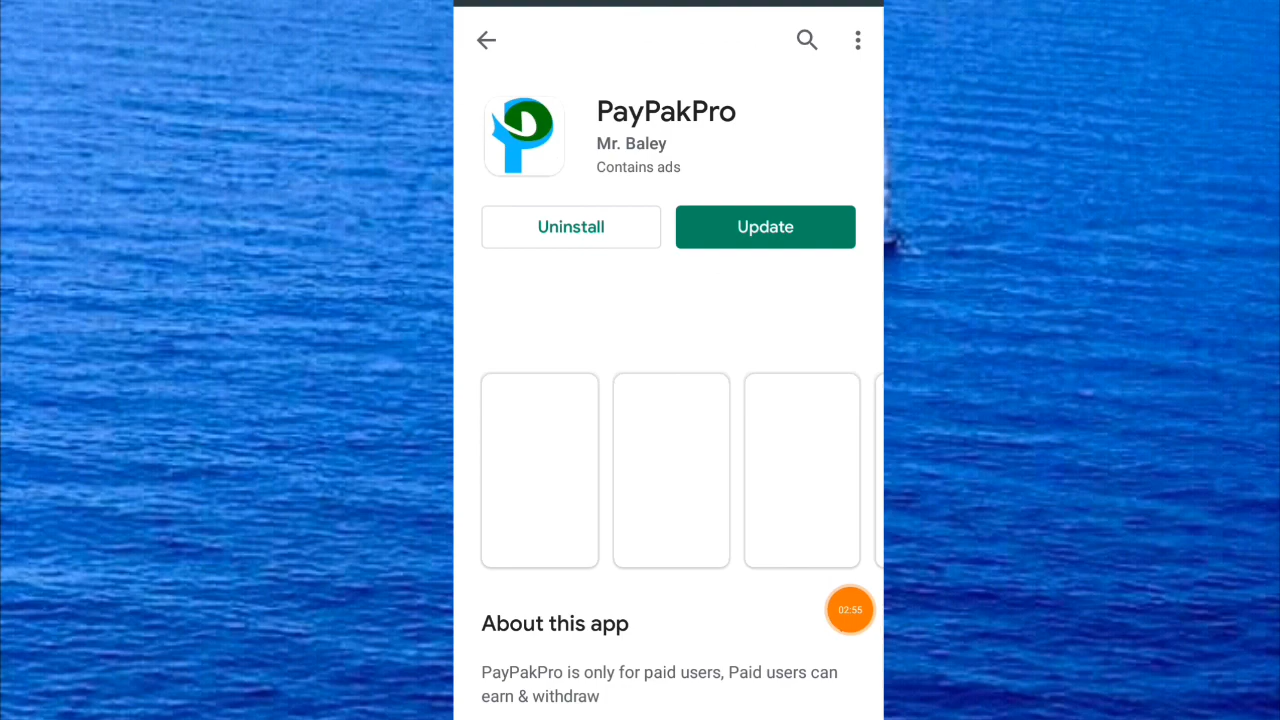 PayPakPro
Mr. Baley
Contains ads
Uninstall
Update
02:55
About this app
PayPakPro is only for paid users, Paid users can
earn & withdraw